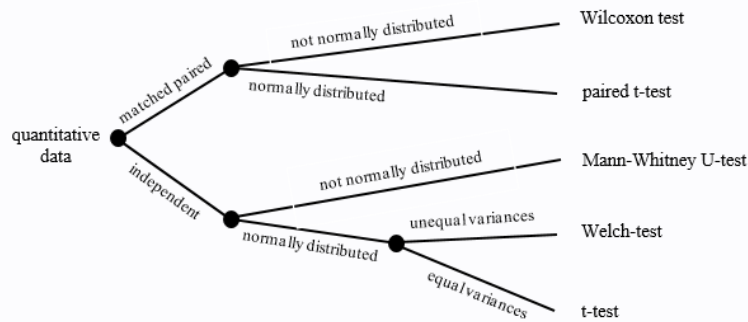 Wilcoxon test
not normally distributed
matched paired
normally distributed
paired t-test
quantitative
data
independent
not normally distributed
Mann-Whitney U-test
normally distributed
unequal variances
Welch-test
equal variances
t-test